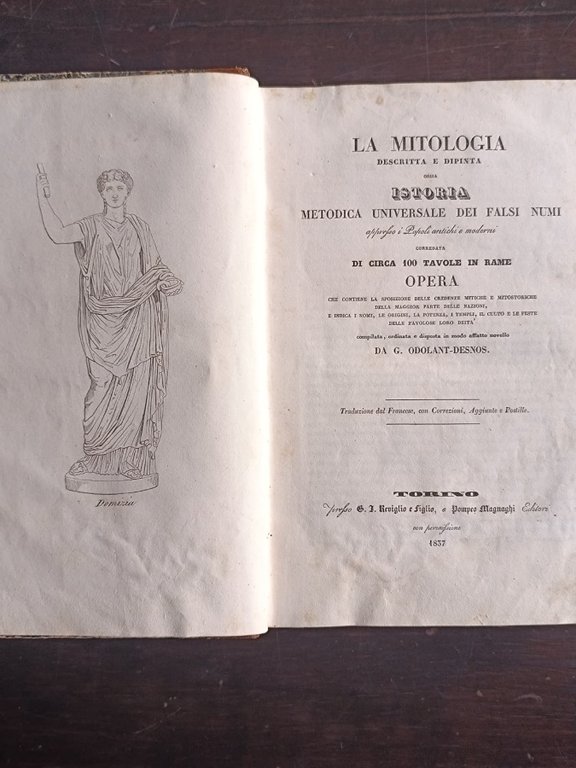 Domizia
LA MITOLOGIA
DESCRITTA E DIPINTA
OSSIA
ISTORIA
METODICA UNIVERSALE DEI FALSI NUMI
appresso i Popoli antichi e moderni
CORREDATA
DI CIRCA 100 TAVOLE IN RAME
OPERA
CHE CONTIENE LA SPOSIZIONE DELLE CREDENZE MITICHE E MITOSTORICHE
DELLA MAGGIOR PARTE DELLE NAZIONI,
E INDICA I NOMI, LE ORIGINI, LA POTENZA, I TEMPLI, IL CULTO E LE FESTE
DELLE FAVOLOSE LORO DEITÀ
compilata, ordinata e disposta in modo affatto novello
DA G. ODOLANT-DESNOS.
Traduzione dal Francese, con Correzioni, Aggiunte e Postille.
TORINO
presso G. I. Reviglio e Figlio, e Pompeo Magnaghi Editori
con permissione
1837